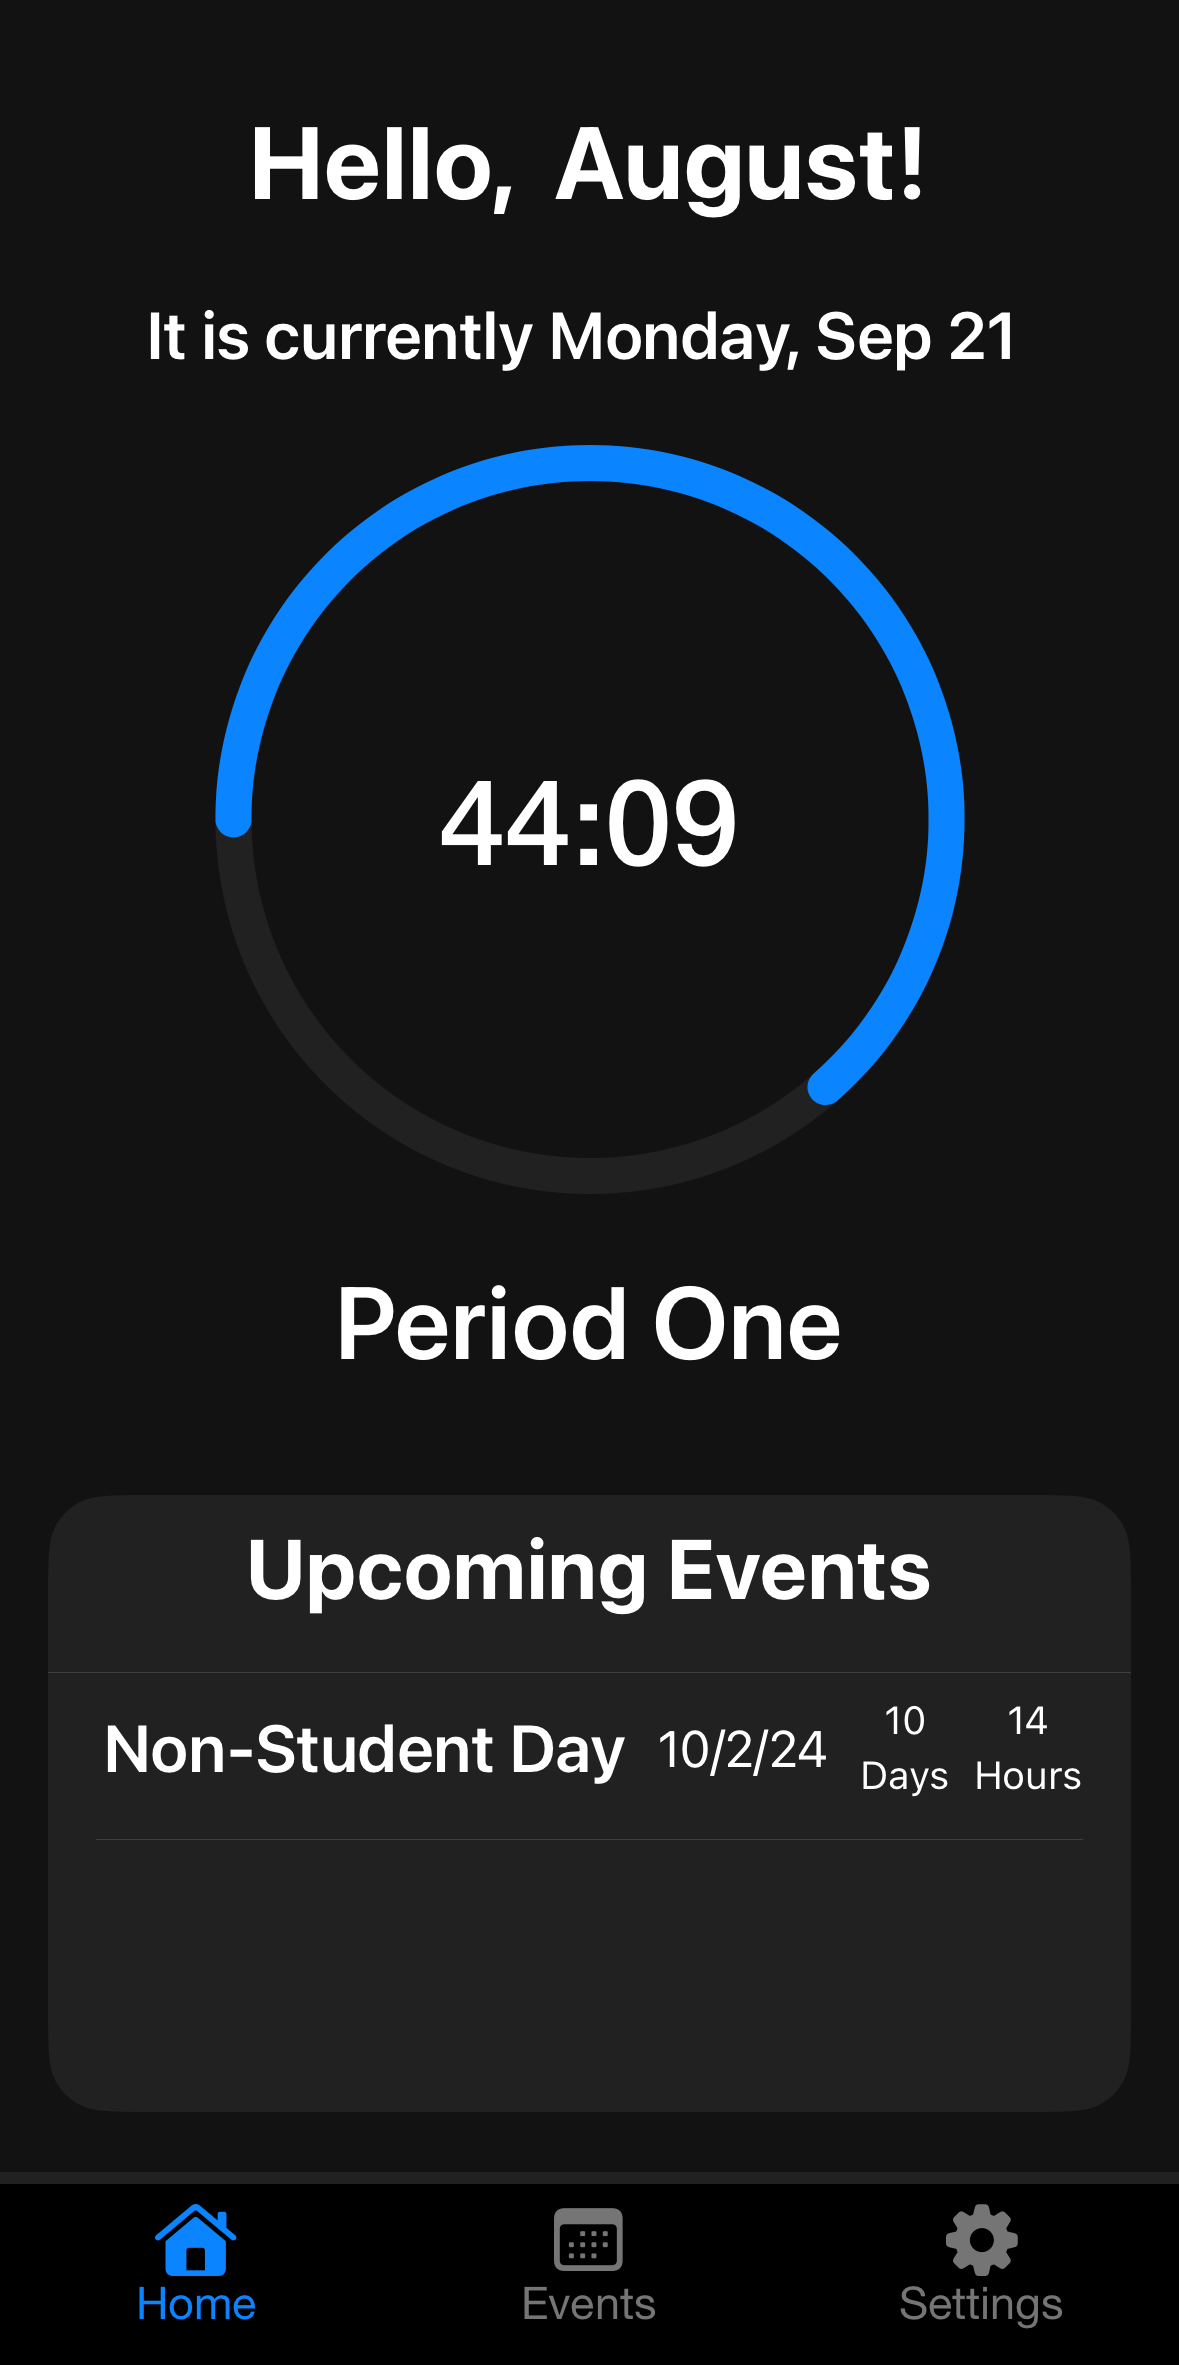 Hello, August!
It is currently Monday, Sep 21
44:09
Period One
Upcoming Events
Non-Student Day 10/2/24 10 Days 14 Hours
Home Events Settings